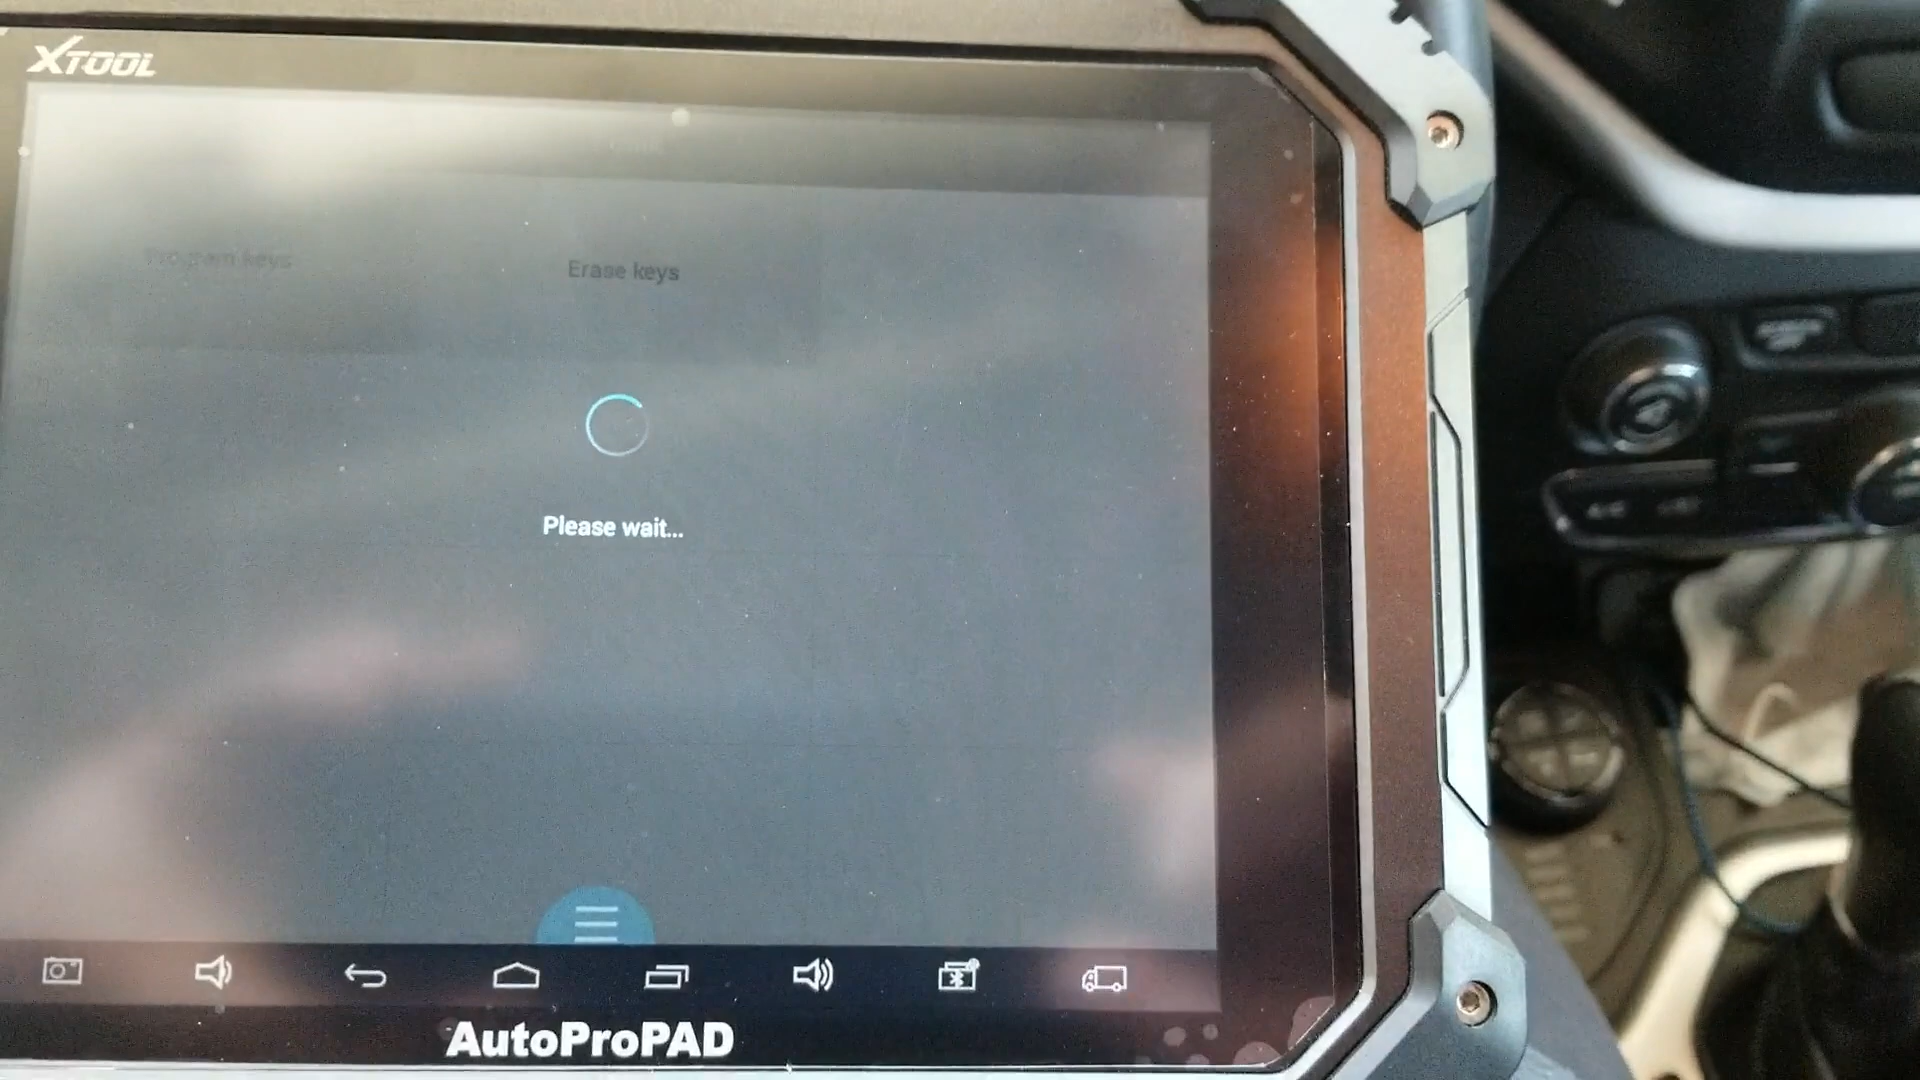 XTOOL
Program keys
Erase keys
Please wait...
AutoProPAD